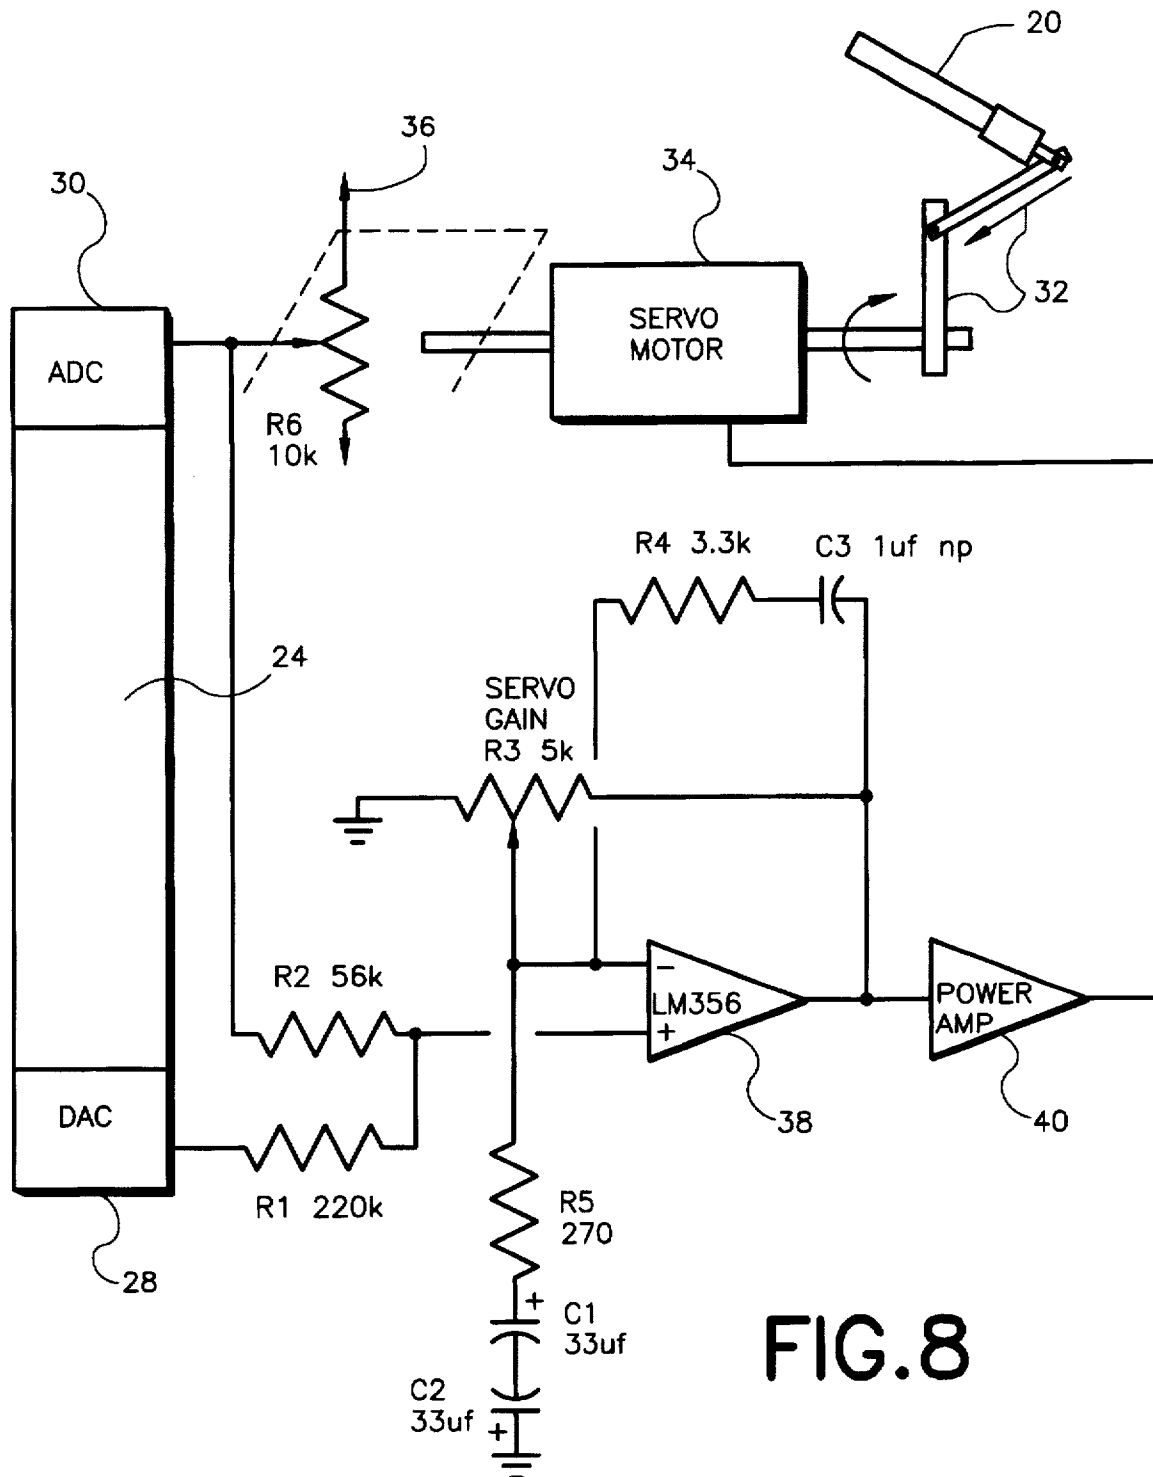 20
36
34
30
SERVO
MOTOR
32
ADC
R6
10k
R4 3.3k
C3 1uf np
24
SERVO
GAIN
R3 5k
R2 56k
−
LM356
+
POWER
AMP
DAC
38
40
R1 220k
R5
270
28
+
C1
33uf
C2
33uf
+
FIG.8